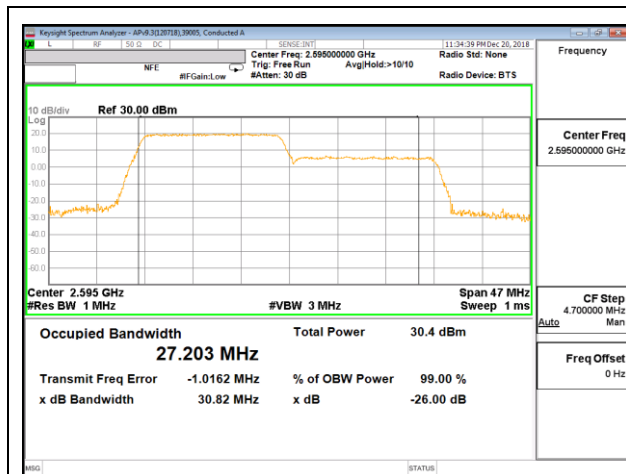 Keysight Spectrum Analyzer - APv9.3(120718),39005, Conducted A
L RF 50 Ω DC SENSE:INT 11:34:39 PM Dec 20, 2018
Center Freq: 2.595000000 GHz Radio Std: None
NFE Trig: Free Run Avg|Hold:>10/10
#IFGain:Low #Atten: 30 dB Radio Device: BTS
10 dB/div Ref 30.00 dBm
Log
20.0
10.0
0.00
-10.0
-20.0
-30.0
-40.0
-50.0
-60.0
Center 2.595 GHz Span 47 MHz
#Res BW 1 MHz #VBW 3 MHz Sweep 1 ms
Occupied Bandwidth Total Power 30.4 dBm
27.203 MHz
Transmit Freq Error -1.0162 MHz % of OBW Power 99.00 %
x dB Bandwidth 30.82 MHz x dB -26.00 dB
MSG STATUS
Frequency
Center Freq
2.595000000 GHz
CF Step
4.700000 MHz
Auto Man
Freq Offset
0 Hz